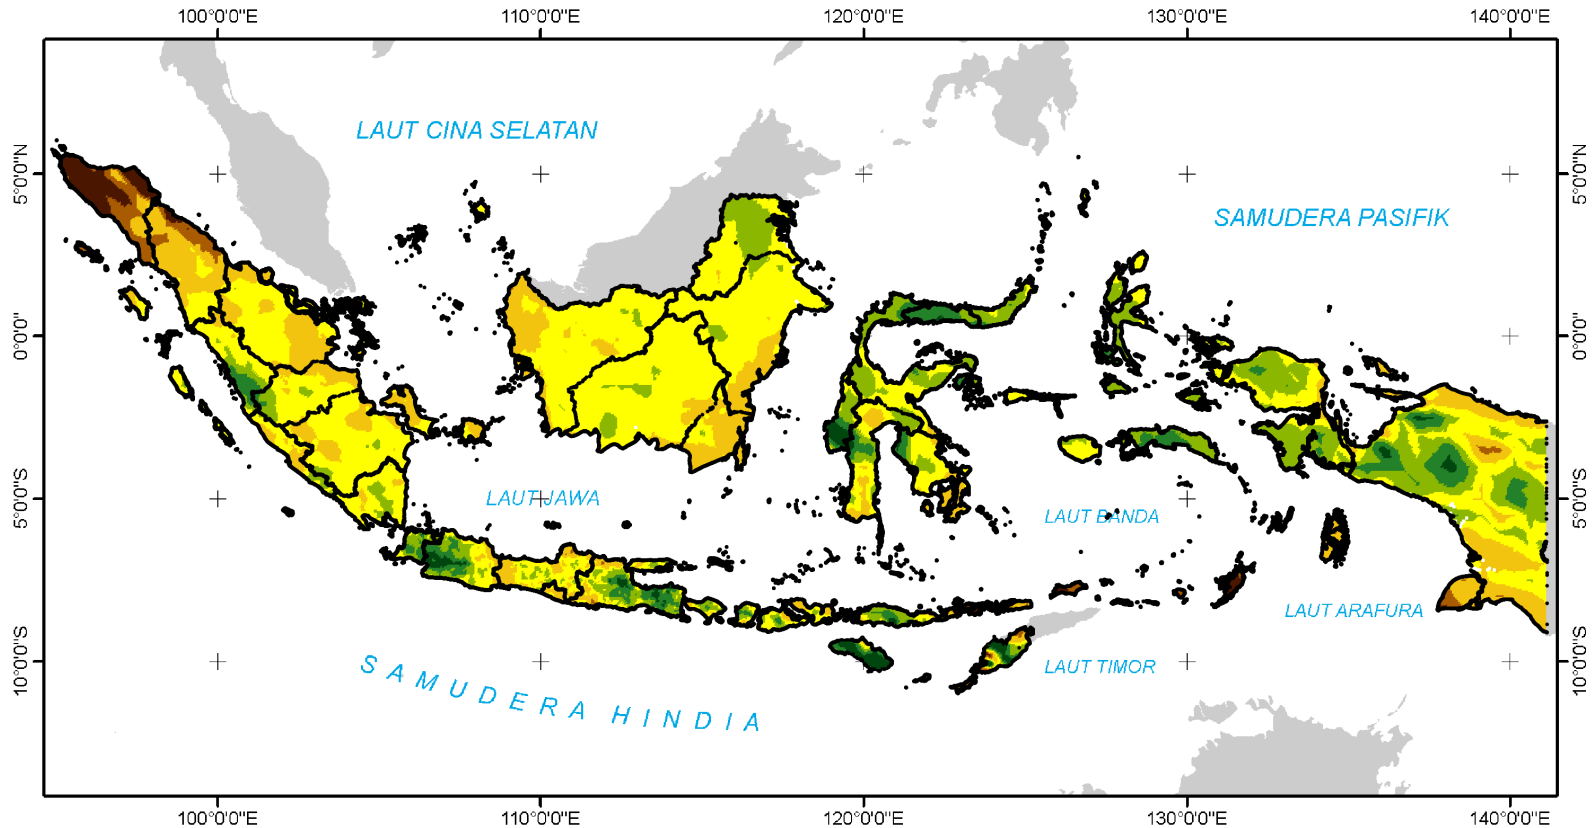 100°0'0"E 110°0'0"E 120°0'0"E 130°0'0"E 140°0'0"E
LAUT CINA SELATAN
5°0'0"N 5°0'0"N
SAMUDERA PASIFIK
0°0'0" 0°0'0"
5°0'0"S 5°0'0"S
LAUT JAWA
LAUT BANDA
LAUT ARAFURA
10°0'0"S 10°0'0"S
LAUT TIMOR
SAMUDERA HINDIA
100°0'0"E 110°0'0"E 120°0'0"E 130°0'0"E 140°0'0"E